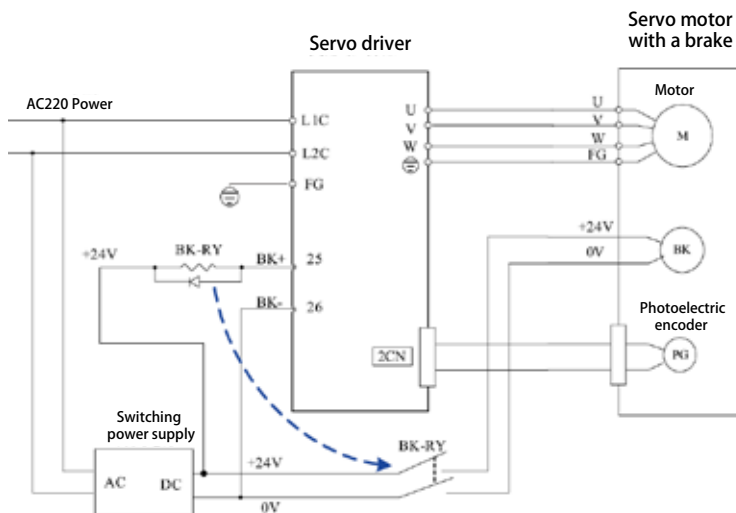 Servo motor
with a brake
Servo driver
AC220 Power
Motor
L1C
U
U
V
V
M
L2C
W
W
FG
FG
+24V
BK-RY
BK+
25
+24V
BK
0V
BK-
26
Photoelectric
encoder
2CN
PG
Switching
power supply
BK-RY
+24V
AC
DC
0V